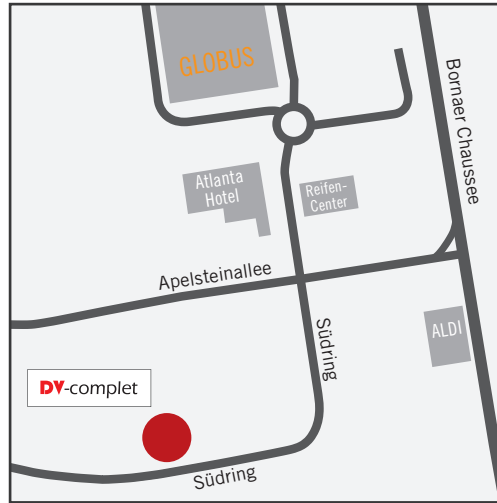 GLOBUS
Bornaer Chaussee
Atlanta
Hotel
Reifen-
Center
Apelsteinallee
Südring
ALDI
DV-complet
Südring